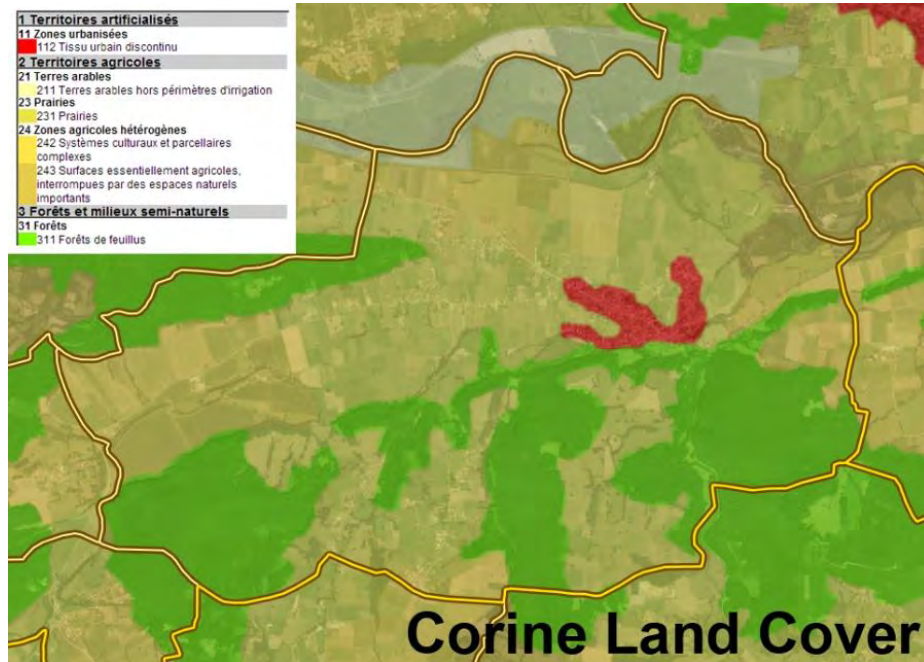 1 Territoires artificialisés
11 Zones urbanisées
112 Tissu urbain discontinu
2 Territoires agricoles
21 Terres arables
211 Terres arables hors périmètres d'irrigation
23 Prairies
231 Prairies
24 Zones agricoles hétérogènes
242 Systèmes culturaux et parcellaires
complexes
243 Surfaces essentiellement agricoles,
interrompues par des espaces naturels
importants
3 Forêts et milieux semi-naturels
31 Forêts
311 Forêts de feuillus
Corine Land Cover